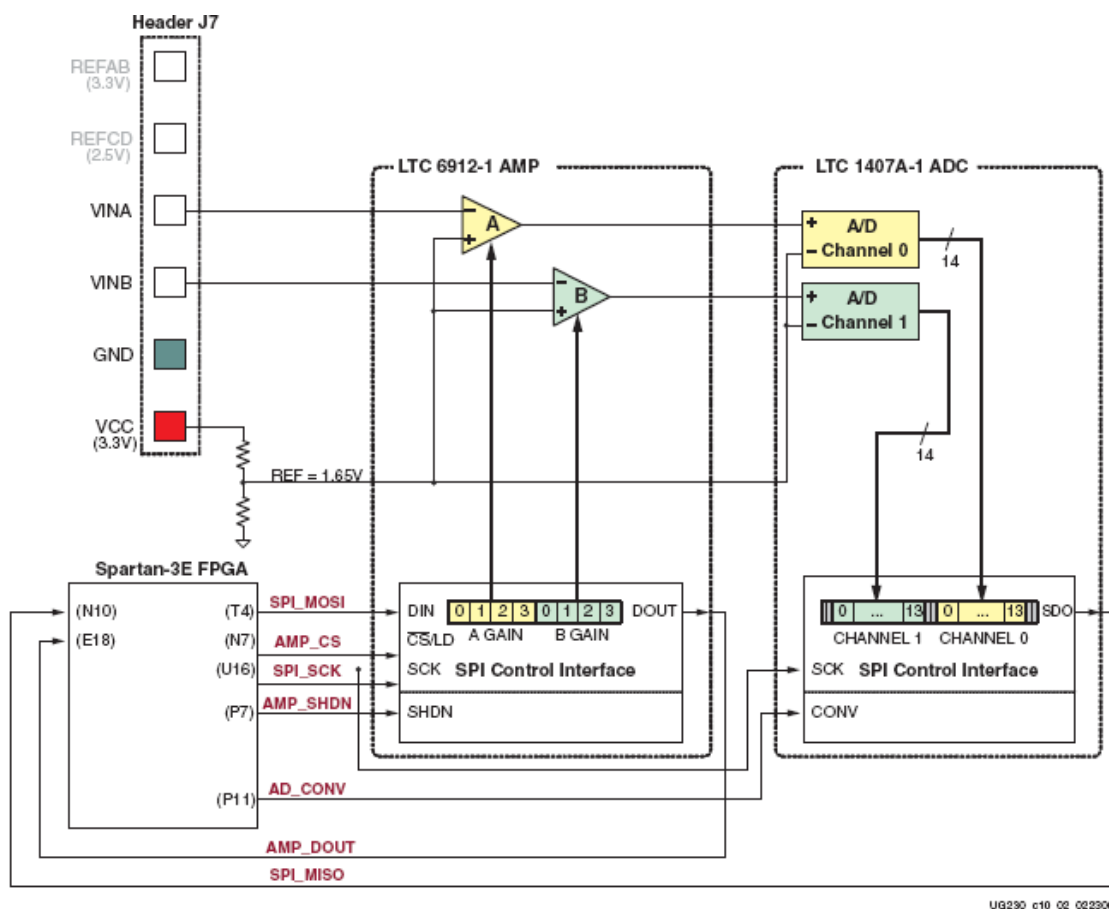 Header J7
REFAB
(3.3V)
REFCD
(2.5V)
LTC 6912-1 AMP
LTC 1407A-1 ADC
VINA
− A +
+ A/D −
Channel 0
14
VINB
− B +
+ A/D
− Channel 1
14
GND
VCC
(3.3V)
REF = 1.65V
Spartan-3E FPGA
(N10)
(T4)
SPI_MOSI
DIN
0 1 2 3 0 1 2 3
DOUT
0 ... 13 0 ... 13
SDO
(E18)
(N7)
AMP_CS
CS/LD
A GAIN
B GAIN
CHANNEL 1
CHANNEL 0
(U16)
SPI_SCK
SCK
SPI Control Interface
SCK
SPI Control Interface
(P7)
AMP_SHDN
SHDN
CONV
(P11)
AD_CONV
AMP_DOUT
SPI_MISO